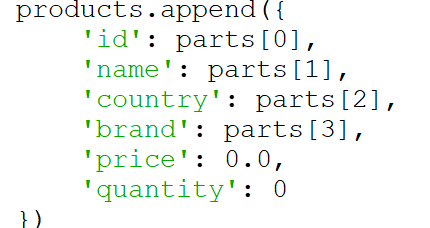 products.append({
    'id': parts[0],
    'name': parts[1],
    'country': parts[2],
    'brand': parts[3],
    'price': 0.0,
    'quantity': 0
})